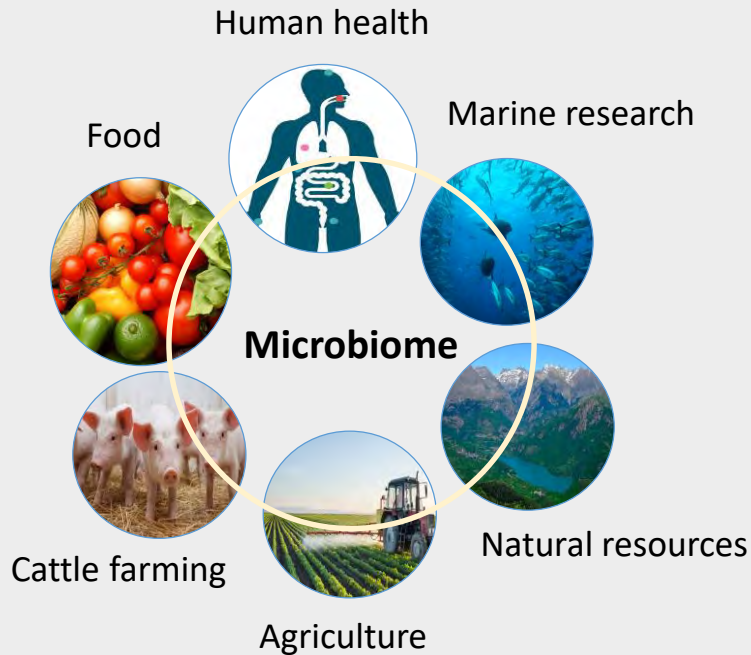 Human health
Marine research
Food
Microbiome
Natural resources
Cattle farming
Agriculture